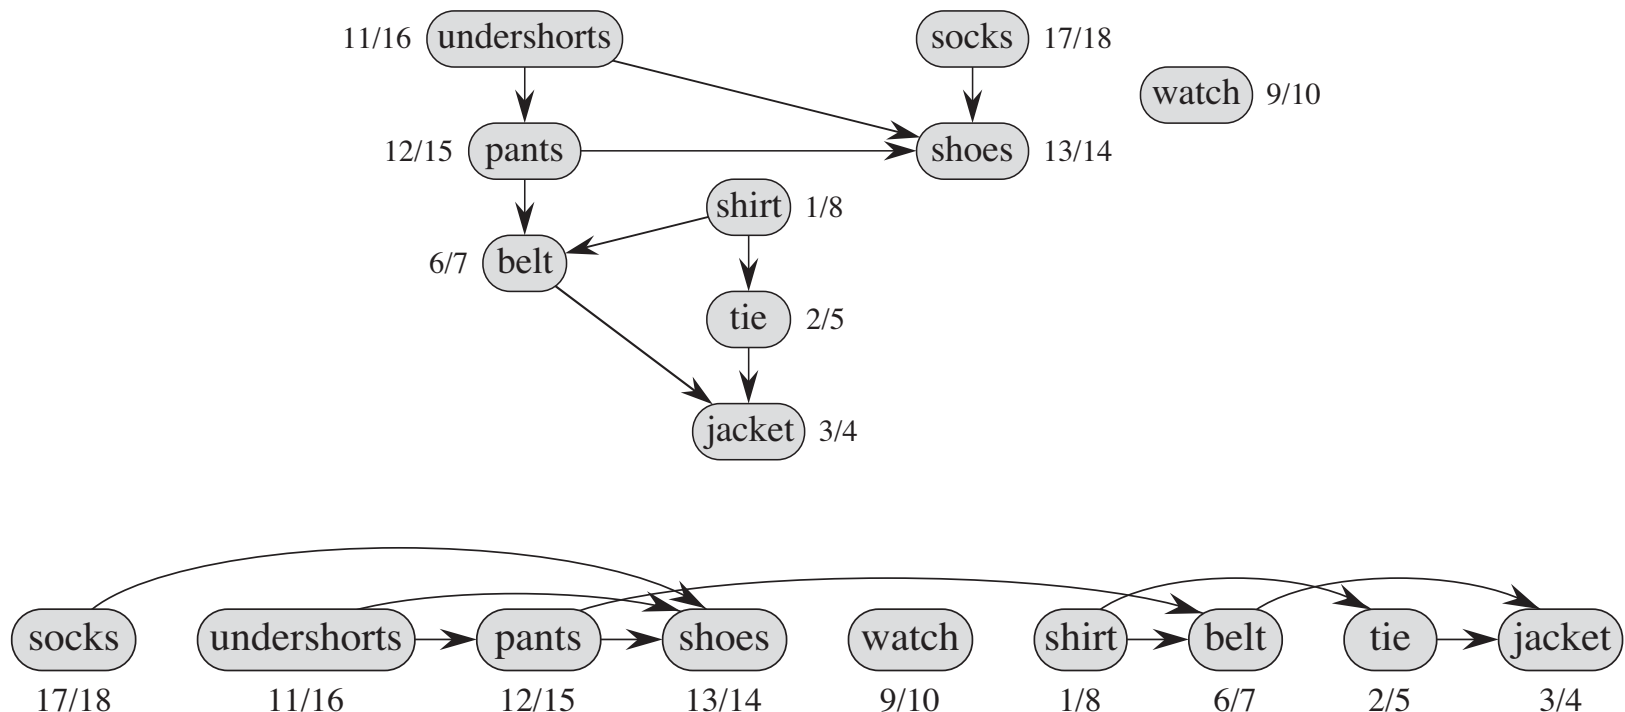 11/16 undershorts socks 17/18
watch 9/10
12/15 pants shoes 13/14
shirt 1/8
6/7 belt
tie 2/5
jacket 3/4
socks undershorts pants shoes watch shirt belt tie jacket
17/18 11/16 12/15 13/14 9/10 1/8 6/7 2/5 3/4